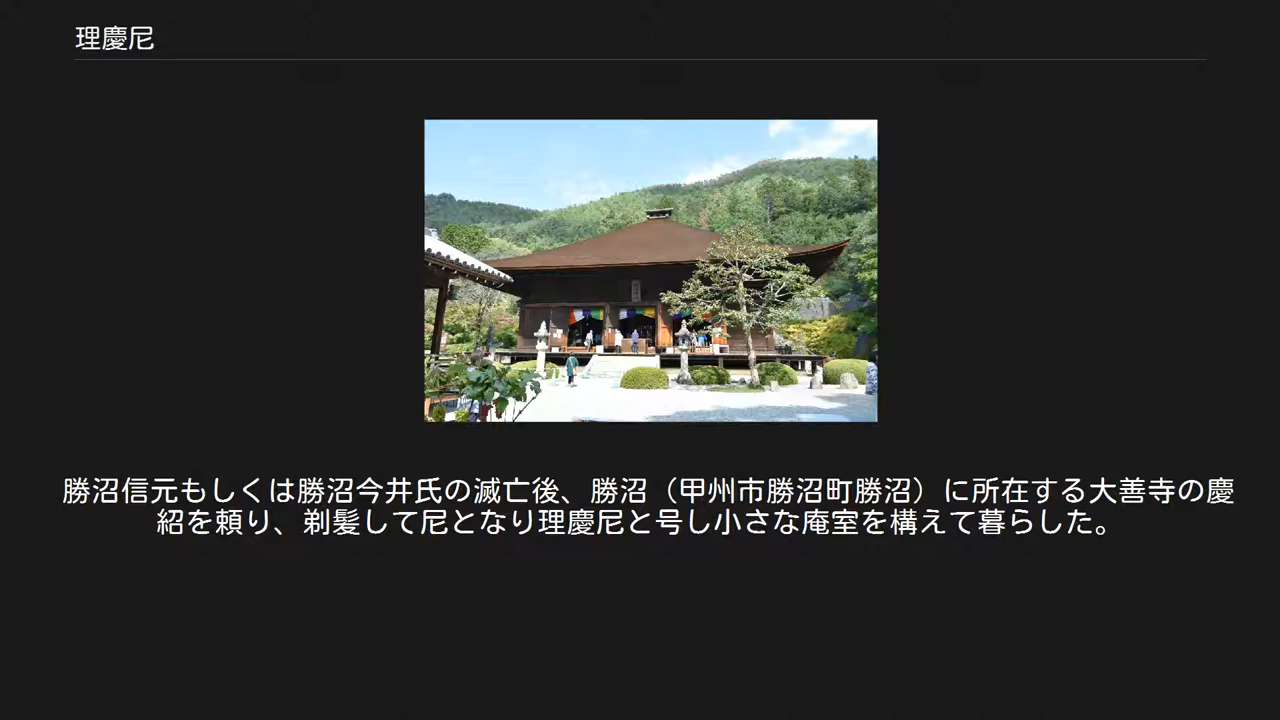 理慶尼
勝沼信元もしくは勝沼今井氏の滅亡後、勝沼（甲州市勝沼町勝沼）に所在する大善寺の慶
紹を頼り、剃髪して尼となり理慶尼と号し小さな庵室を構えて暮らした。